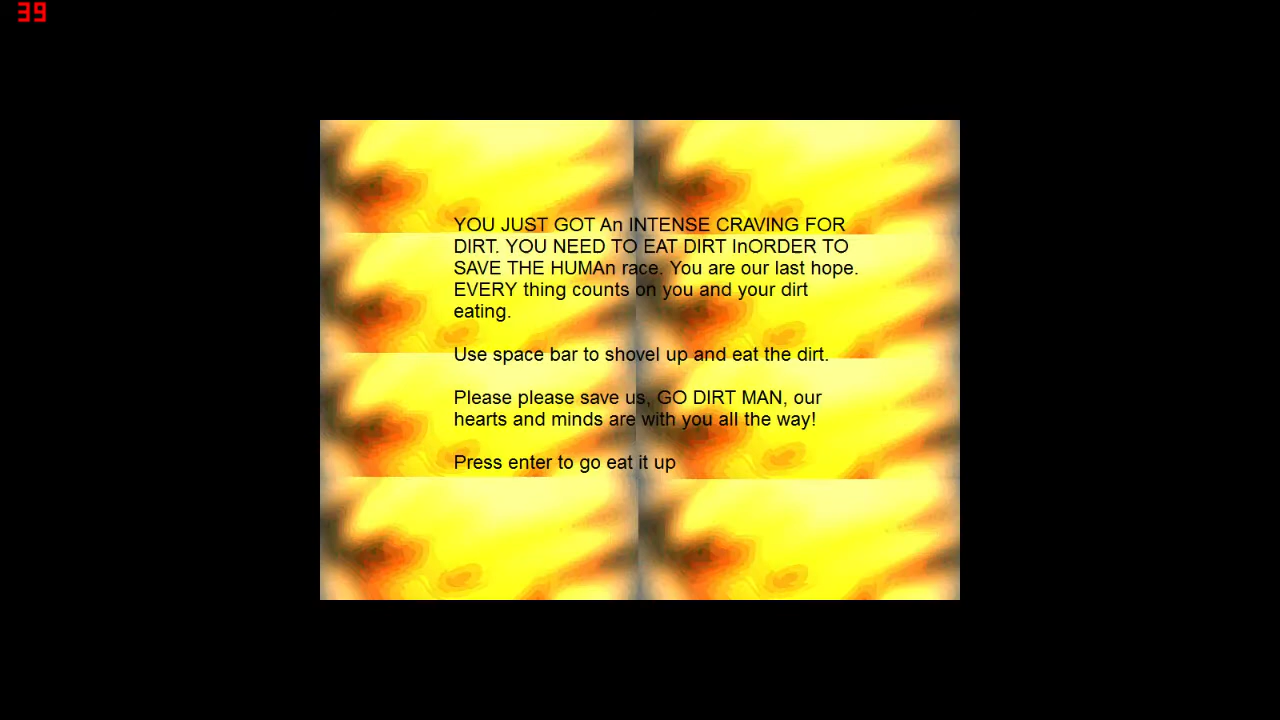 39
YOU JUST GOT An INTENSE CRAVING FOR
DIRT. YOU NEED TO EAT DIRT InORDER TO
SAVE THE HUMAn race. You are our last hope.
EVERY thing counts on you and your dirt
eating.
Use space bar to shovel up and eat the dirt.
Please please save us, GO DIRT MAN, our
hearts and minds are with you all the way!
Press enter to go eat it up